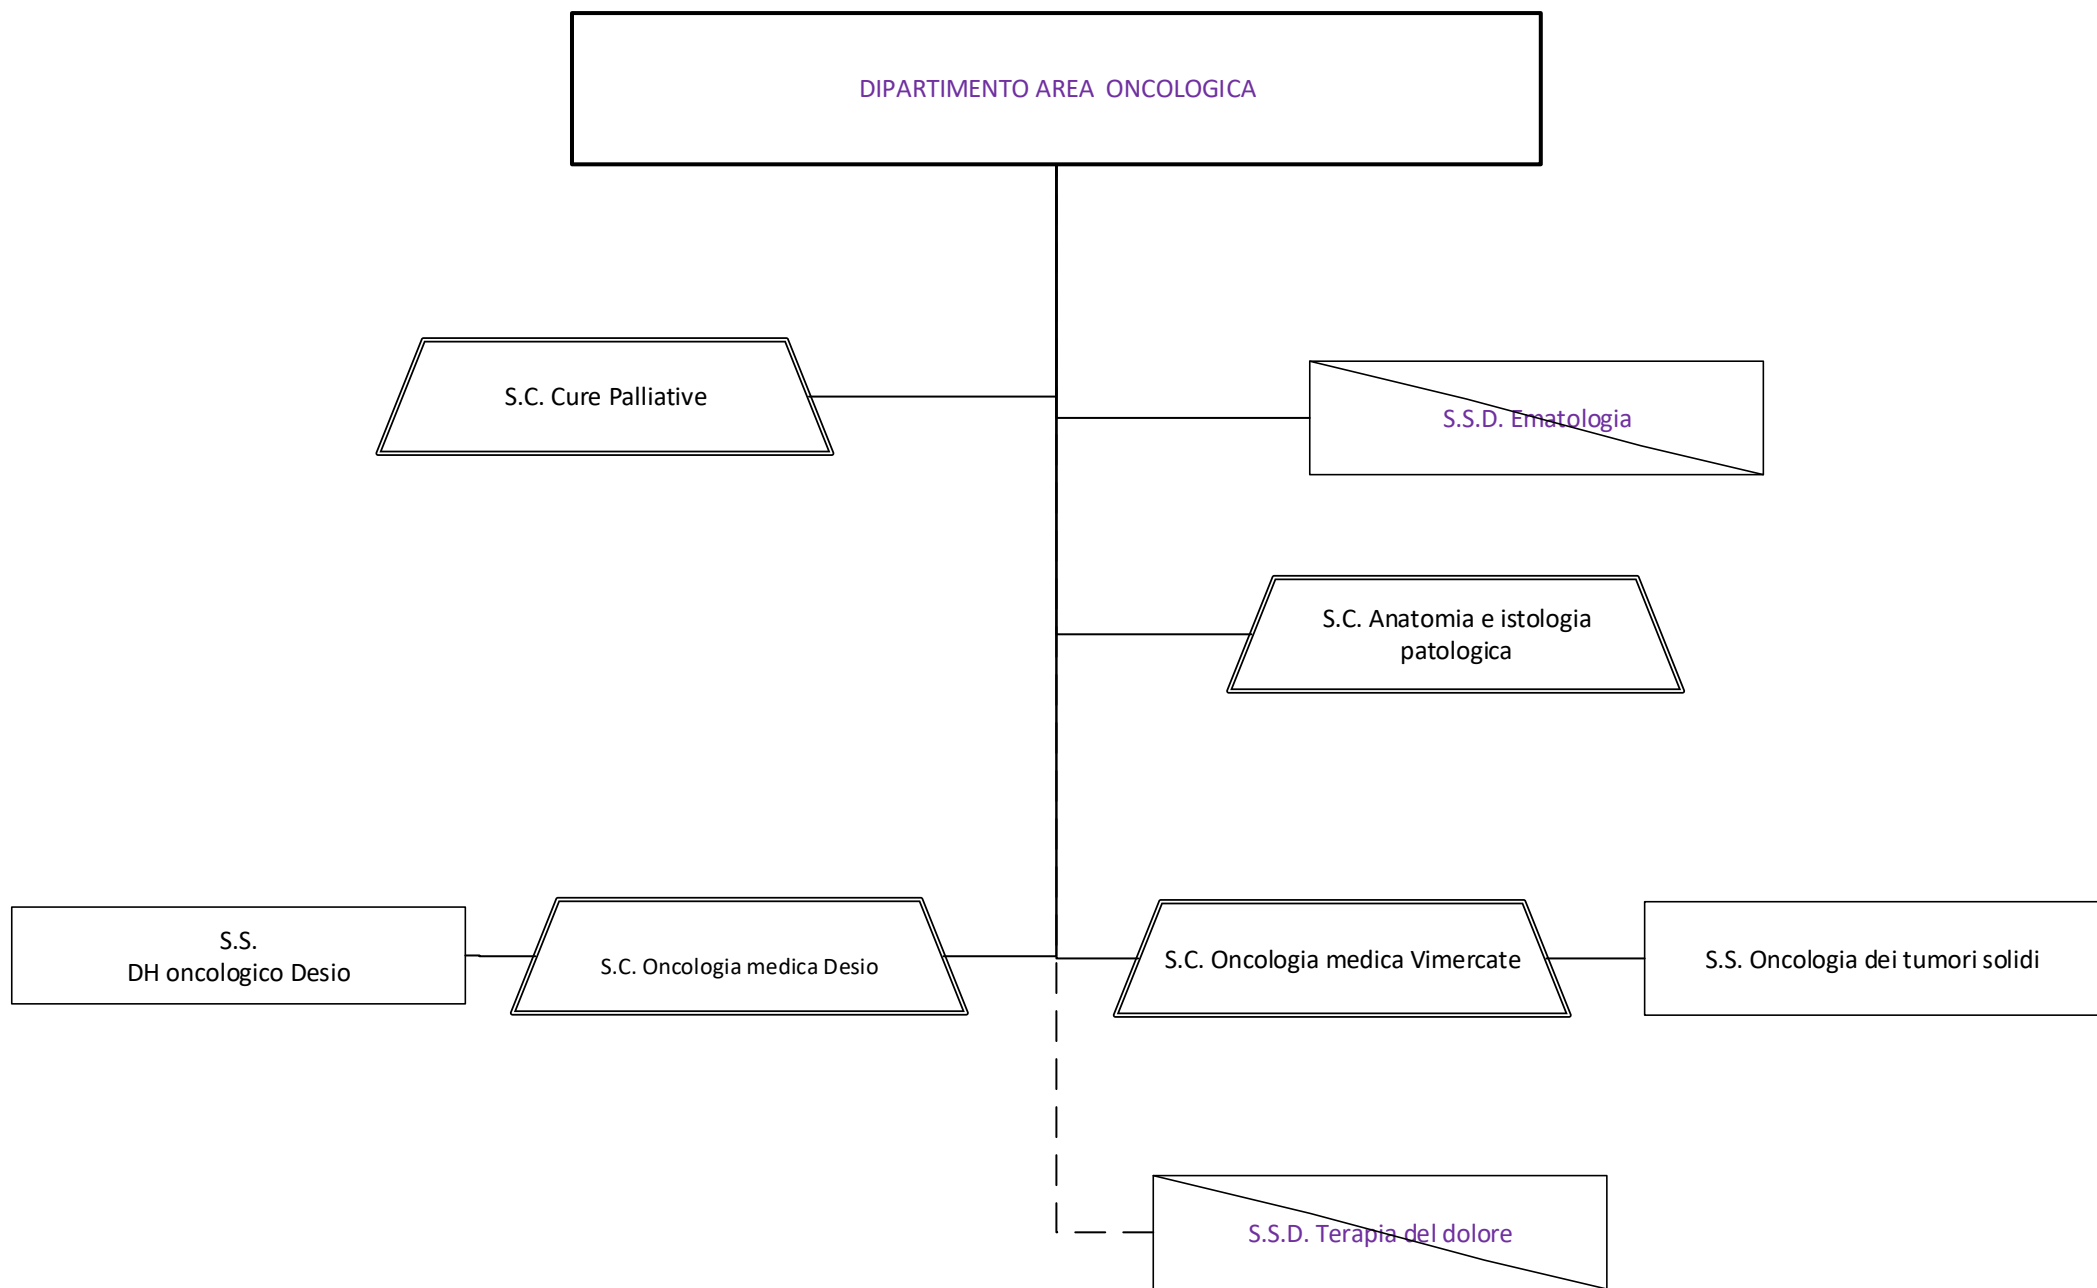 DIPARTIMENTO AREA ONCOLOGICA
S.C. Cure Palliative
S.S.D. Ematologia
S.C. Anatomia e istologia
patologica
S.S.
DH oncologico Desio
S.C. Oncologia medica Desio
S.C. Oncologia medica Vimercate
S.S. Oncologia dei tumori solidi
S.S.D. Terapia del dolore